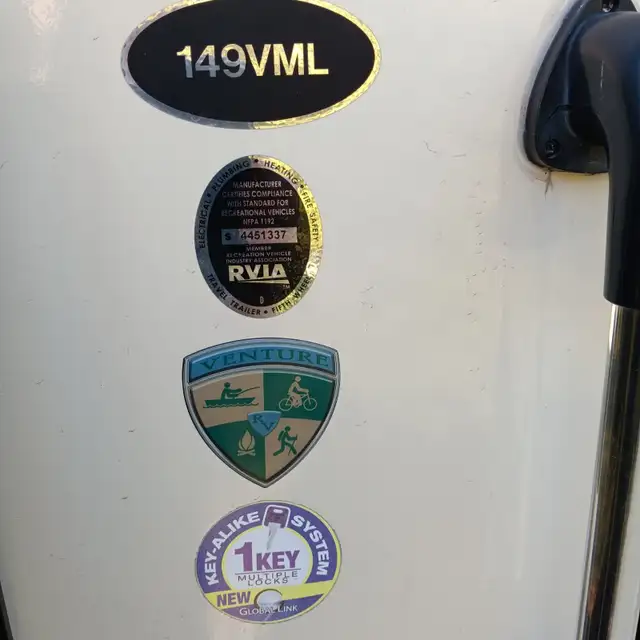 149VML
ELECTRICAL • PLUMBING • HEATING • FIRE SAFETY
MANUFACTURER
CERTIFIES COMPLIANCE
WITH STANDARD FOR
RECREATIONAL VEHICLES
NFPA 1192
S 4451337
MEMBER
RECREATION VEHICLE
INDUSTRY ASSOCIATION
RVIA
TM
D
TRAVEL TRAILER • FIFTH WHEEL
VENTURE
RV
KEY-ALIKE SYSTEM
1KEY
MULTIPLE
LOCKS
NEW
GLOBAL LINK